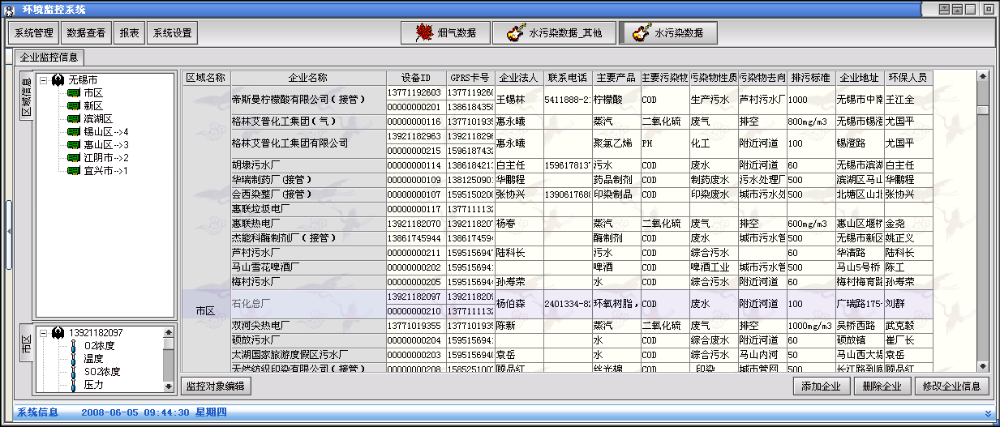 环境监控系统
系统管理 数据查看 报表 系统设置 烟气数据 水污染数据_其他 水污染数据
企业监控信息
区域信息
无锡市
市区
新区
滨湖区
锡山区-->4
惠山区-->3
江阴市-->2
宜兴市-->1
市区
13921182097
O2浓度
温度
SO2浓度
压力
区域名称 企业名称 设备ID GPRS卡号 企业法人 联系电话 主要产品 主要污染物 污染物性质 污染物去向 排污标准 企业地址 环保人员
市区
帝斯曼柠檬酸有限公司(接管) 13771192603 1377119260 王锡林 5411888-2 柠檬酸 COD 生产污水 芦村污水厂 1000 无锡市中南 王江全
00000000201 138618435
格林艾普化工集团(气) 00000000116 137710193 惠永曦 蒸汽 二氧化硫 废气 排空 800mg/m3 无锡市锡澄 尤国平
格林艾普化工集团有限公司 13921182963 139211829 惠永曦 聚氯乙烯 PH 化工 附近河道 100 锡澄路 尤国平
00000000215 159618743
胡埭污水厂 00000000114 138618421 白主任 159617813 污水 COD 废水 附近河道 60 无锡市滨湖 白主任
华瑞制药厂(接管) 00000000109 138125090 华鹏程 药品制剂 COD 制药废水 污水处理厂 500 滨湖区马山 华鹏程
会西染整厂(接管) 00000000107 159515020 张协兴 139061768 印染制品 COD 印染废水 城市污水处 500 北塘区山北 张协兴
惠联垃圾电厂 00000000117 137711113
惠联热电厂 13921182070 139211820 杨春 蒸汽 二氧化硫 废气 排空 600mg/m3 惠山区堰桥 金尧
杰能科酶制剂厂(接管) 13861745944 138617459 酶制剂 COD 废水 城市污水管 500 无锡市新区 姚正义
芦村污水厂 00000000211 159515694 陆科长 污水 COD 综合污水 60 华清路 陆科长
马山雪花啤酒厂 00000000202 159515694 啤酒 COD 啤酒工业 城市污水管 500 马山5号桥 陈工
梅村污水厂 00000000205 159515694 孙寿荣 水 COD 综合污水 附近河道 60 梅村梅育路 孙寿荣
石化总厂 13921182097 139211820 杨伯森 2401334-8 环氧树脂, COD 废水 附近河道 100 广瑞路175- 刘群
00000000210 137711113
双河尖热电厂 13771019355 137710193 陈新 蒸汽 二氧化硫 废气 排空 1000mg/m3 吴桥西路 武克毅
硕放污水厂 00000000204 159515694 水 COD 综合废水 附近河道 60 硕放镇 崔厂长
太湖国家旅游度假区污水厂 00000000203 159515694 袁岳 水 COD 综合污水 马山内河 50 马山西大 袁岳
天然纺织印染有限公司(接管) 00000000208 158525100 顾品红 丝光棉 COD 印染 城市管网 500 长江路到底 顾品红
监控对象编辑 添加企业 删除企业 修改企业信息
系统信息 2008-06-05 09:44:30 星期四